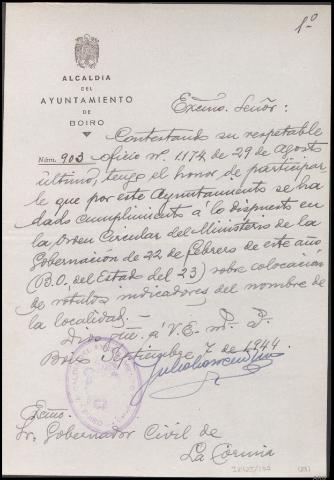 1º
ALCALDIA
DEL
AYUNTAMIENTO
DE
BOIRO
Excmo. Señor:
Contestando su respetable
Núm. 903 oficio nº. 1174 de 29 de Agosto
último, tengo el honor de participar
le que por este Ayuntamiento se ha
dado cumplimiento á lo dispuesto en
la Orden Circular del Ministerio de la
Gobernación de 22 de febrero de este año
(B.O. del Estado del 23) sobre colocación
de rotulos indicadores del nombre de
la localidad.—
Dios gue. á V.E. m. a.
Boiro Septiembre 7 de 1944.
Excmo.
Sr. Gobernador Civil de
La Coruña